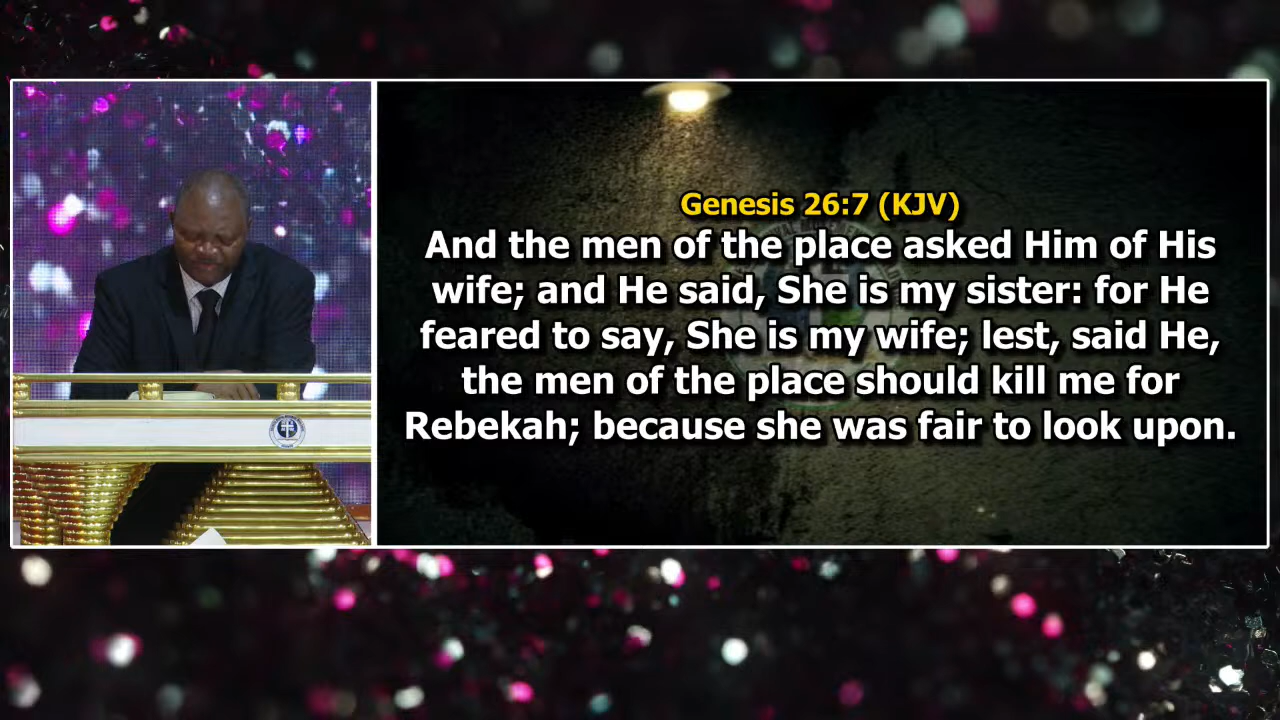 Genesis 26:7 (KJV)
And the men of the place asked Him of His
wife; and He said, She is my sister: for He
feared to say, She is my wife; lest, said He,
the men of the place should kill me for
Rebekah; because she was fair to look upon.